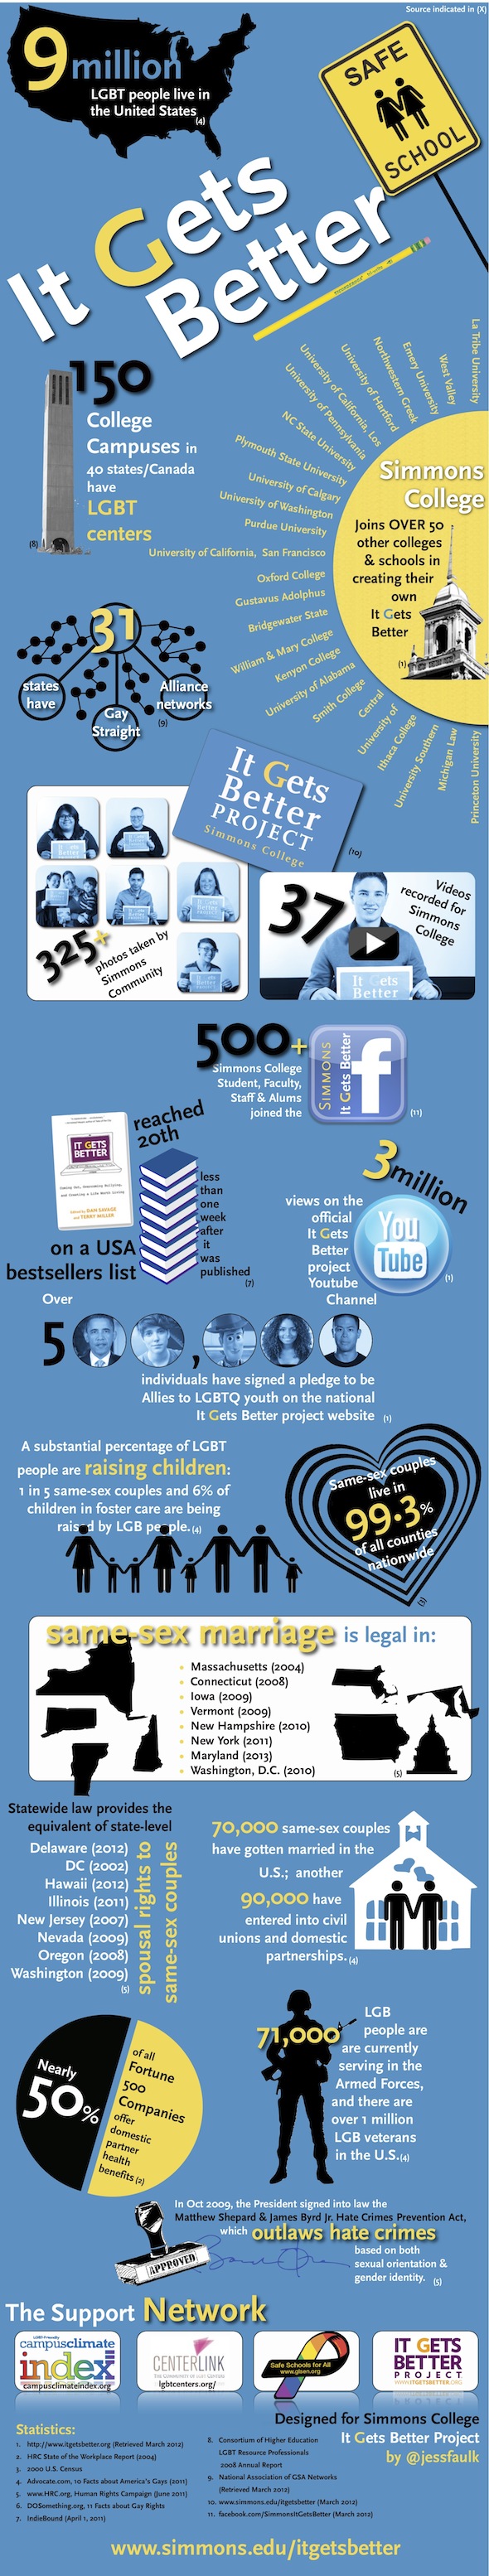 Source indicated in (X)
9 million
LGBT people live in
the United States
(4)
SAFE
SCHOOL
It Gets
Better
150
College
Campuses in
40 states/Canada
have
LGBT
centers
(8)
La Tribe University
West Valley
Emery University
Northwestern Greek
University of Hartford
University of California, Los
University of Pennsylvania
NC State University
Plymouth State University
University of Calgary
University of Washington
Purdue University
University of California, San Francisco
Oxford College
Gustavus Adolphus
Bridgewater State
William & Mary College
Kenyon College
University of Alabama
Smith College
Central
University of
Ithaca College
University Southern
Michigan Law
Princeton University
Simmons
College
Joins OVER 50
other colleges
& schools in
creating their
own
It Gets
Better
(1)
31
states
have
Gay
Straight
Alliance
networks
(9)
It Gets
Better
PROJECT
Simmons College
(10)
325+
photos taken by
Simmons
Community
37
Videos
recorded for
Simmons
College
It Gets
Better
500+
Simmons College
Student, Faculty,
Staff & Alums
joined the
SIMMONS
It Gets Better
f
(11)
IT GETS
BETTER
Edited by DAN SAVAGE
and TERRY MILLER
reached
20th
on a USA
bestsellers list
less
than
one
week
after
it
was
published
(7)
3 million
views on the
official
It Gets
Better
project
Youtube
Channel
You
Tube
(1)
Over
5 ,
individuals have signed a pledge to be
Allies to LGBTQ youth on the national
It Gets Better project website (1)
A substantial percentage of LGBT
people are raising children:
1 in 5 same-sex couples and 6% of
children in foster care are being
raised by LGB people. (4)
Same-sex couples
live in
99.3%
of all counties
nationwide
(3)
same-sex marriage is legal in:
Massachusetts (2004)
Connecticut (2008)
Iowa (2009)
Vermont (2009)
New Hampshire (2010)
New York (2011)
Maryland (2013)
Washington, D.C. (2010)
(5)
Statewide law provides the
equivalent of state-level
Delaware (2012)
DC (2002)
Hawaii (2012)
Illinois (2011)
New Jersey (2007)
Nevada (2009)
Oregon (2008)
Washington (2009)
(5)
spousal rights to
same-sex couples
70,000 same-sex couples
have gotten married in the
U.S.; another
90,000 have
entered into civil
unions and domestic
partnerships. (4)
Nearly
50%
of all
Fortune
500
Companies
offer
domestic
partner
health
benefits (2)
71,000
LGB
people are
are currently
serving in the
Armed Forces,
and there are
over 1 million
LGB veterans
in the U.S. (4)
APPROVED
In Oct 2009, the President signed into law the
Matthew Shepard & James Byrd Jr. Hate Crimes Prevention Act,
which outlaws hate crimes
based on both
sexual orientation &
gender identity. (5)
The Support Network
LGBT-Friendly
campusclimate
index
campusclimateindex.org
CENTERLINK
THE COMMUNITY OF LGBT CENTERS
lgbtcenters.org/
Safe Schools for All
www.glsen.org
IT GETS
BETTER
PROJECT
WWW.ITGETSBETTER.ORG
Designed for Simmons College
It Gets Better Project
by @jessfaulk
Statistics:
1. http://www.itgetsbetter.org (Retrieved March 2012)
2. HRC State of the Workplace Report (2004)
3. 2000 U.S. Census
4. Advocate.com, 10 Facts about America's Gays (2011)
5. www.HRC.org, Human Rights Campaign (June 2011)
6. DOSomething.org, 11 Facts about Gay Rights
7. IndieBound (April 1, 2011)
8. Consortium of Higher Education
LGBT Resource Professionals
2008 Annual Report
9. National Association of GSA Networks
(Retrieved March 2012)
10. www.simmons.edu/itgetsbetter (March 2012)
11. facebook.com/SimmonsItGetsBetter (March 2012)
www.simmons.edu/itgetsbetter